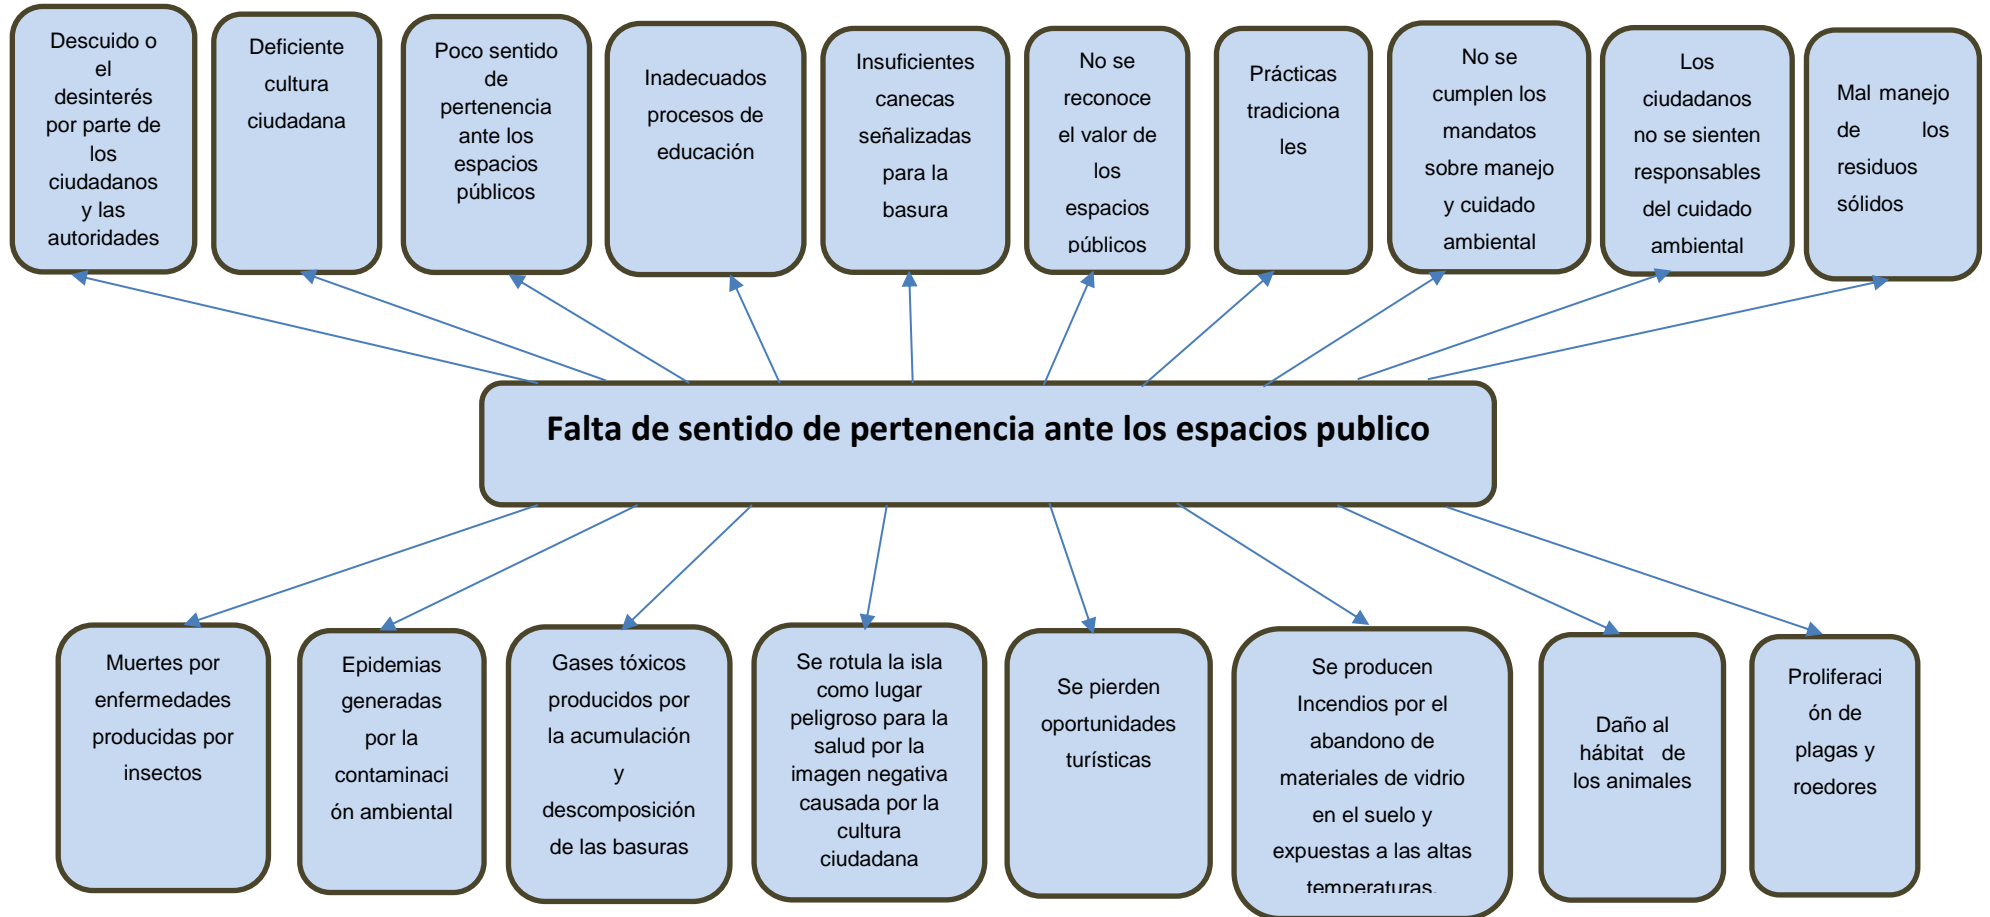 Descuido o
el
desinterés
por parte de
los
ciudadanos
y las
autoridades
Deficiente
cultura
ciudadana
Poco sentido
de
pertenencia
ante los
espacios
públicos
Inadecuados
procesos de
educación
Insuficientes
canecas
señalizadas
para la
basura
No se
reconoce
el valor de
los
espacios
públicos
Prácticas
tradiciona
les
No se
cumplen los
mandatos
sobre manejo
y cuidado
ambiental
Los
ciudadanos
no se sienten
responsables
del cuidado
ambiental
Mal manejo
de los
residuos
sólidos
Falta de sentido de pertenencia ante los espacios publico
Muertes por
enfermedades
producidas por
insectos
Epidemias
generadas
por la
contaminaci
ón ambiental
Gases tóxicos
producidos por
la acumulación
y
descomposición
de las basuras
Se rotula la isla
como lugar
peligroso para la
salud por la
imagen negativa
causada por la
cultura
ciudadana
Se pierden
oportunidades
turísticas
Se producen
Incendios por el
abandono de
materiales de vidrio
en el suelo y
expuestas a las altas
temperaturas.
Daño al
hábitat de
los animales
Proliferaci
ón de
plagas y
roedores